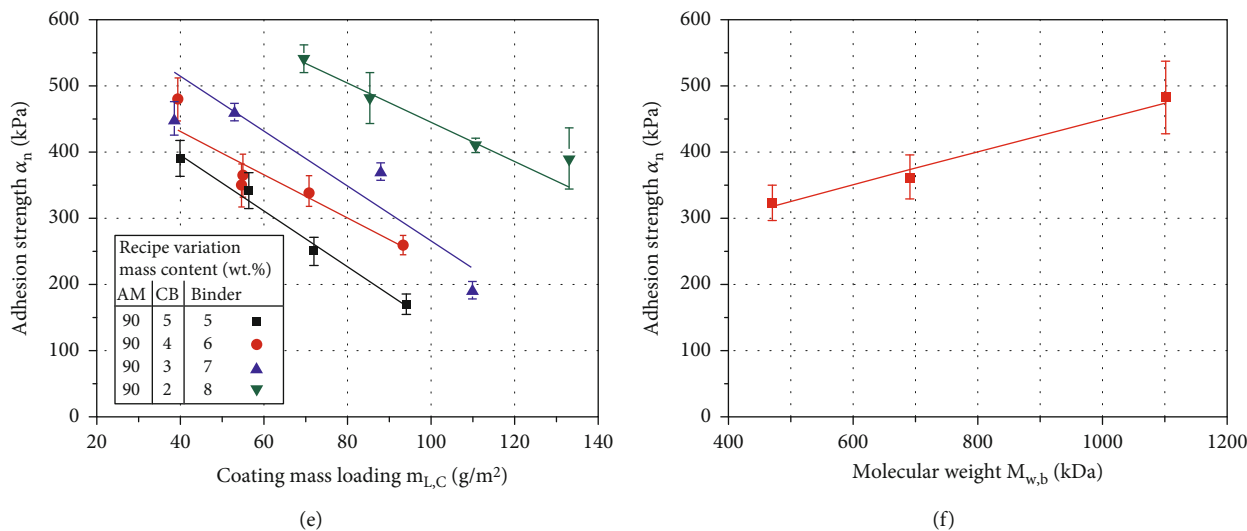 600
500
400
300
200
100
0
Adhesion strength αn (kPa)
Recipe variation
mass content (wt.%)
AM CB Binder
90 5 5
90 4 6
90 3 7
90 2 8
20 40 60 80 100 120 140
Coating mass loading mL,C (g/m²)
(e)
600
500
400
300
200
100
0
Adhesion strength αn (kPa)
400 600 800 1000 1200
Molecular weight Mw,b (kDa)
(f)